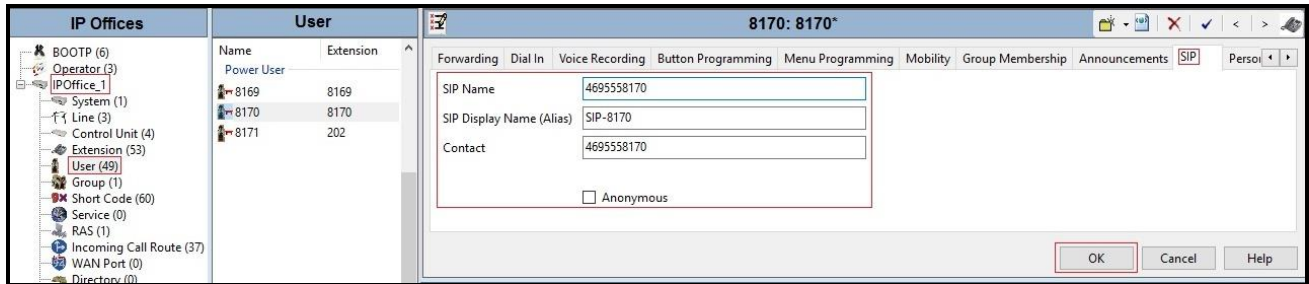 IP Offices
BOOTP (6)
Operator (3)
IPOffice_1
System (1)
Line (3)
Control Unit (4)
Extension (53)
User (49)
Group (1)
Short Code (60)
Service (0)
RAS (1)
Incoming Call Route (37)
WAN Port (0)
Directory (0)
User
Name Extension
Power User
8169 8169
8170 8170
8171 202
8170: 8170*
Forwarding Dial In Voice Recording Button Programming Menu Programming Mobility Group Membership Announcements SIP Persor
SIP Name 4695558170
SIP Display Name (Alias) SIP-8170
Contact 4695558170
Anonymous
OK Cancel Help